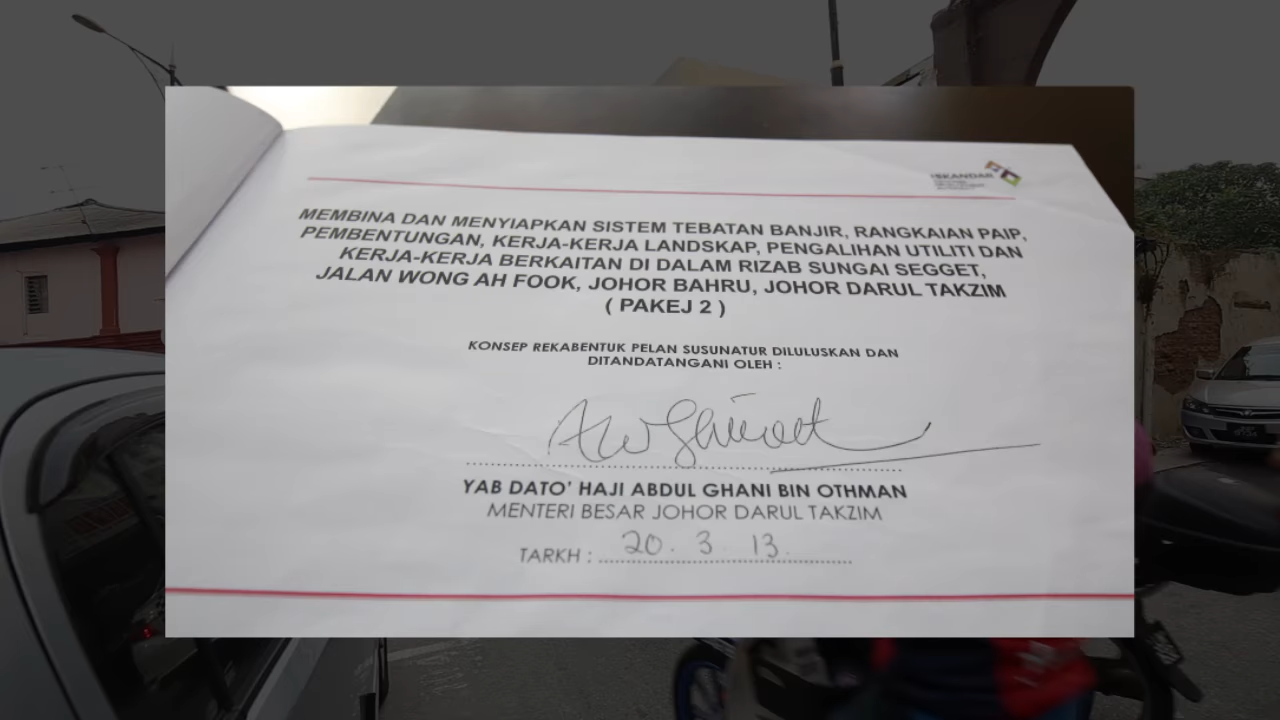 ISKANDAR
MEMBINA DAN MENYIAPKAN SISTEM TEBATAN BANJIR, RANGKAIAN PAIP,
PEMBENTUNGAN, KERJA-KERJA LANDSKAP, PENGALIHAN UTILITI DAN
KERJA-KERJA BERKAITAN DI DALAM RIZAB SUNGAI SEGGET,
JALAN WONG AH FOOK, JOHOR BAHRU, JOHOR DARUL TAKZIM
( PAKEJ 2 )
KONSEP REKABENTUK PELAN SUSUNATUR DILULUSKAN DAN
DITANDATANGANI OLEH :
YAB DATO' HAJI ABDUL GHANI BIN OTHMAN
MENTERI BESAR JOHOR DARUL TAKZIM
TARKH : 20. 3 13.